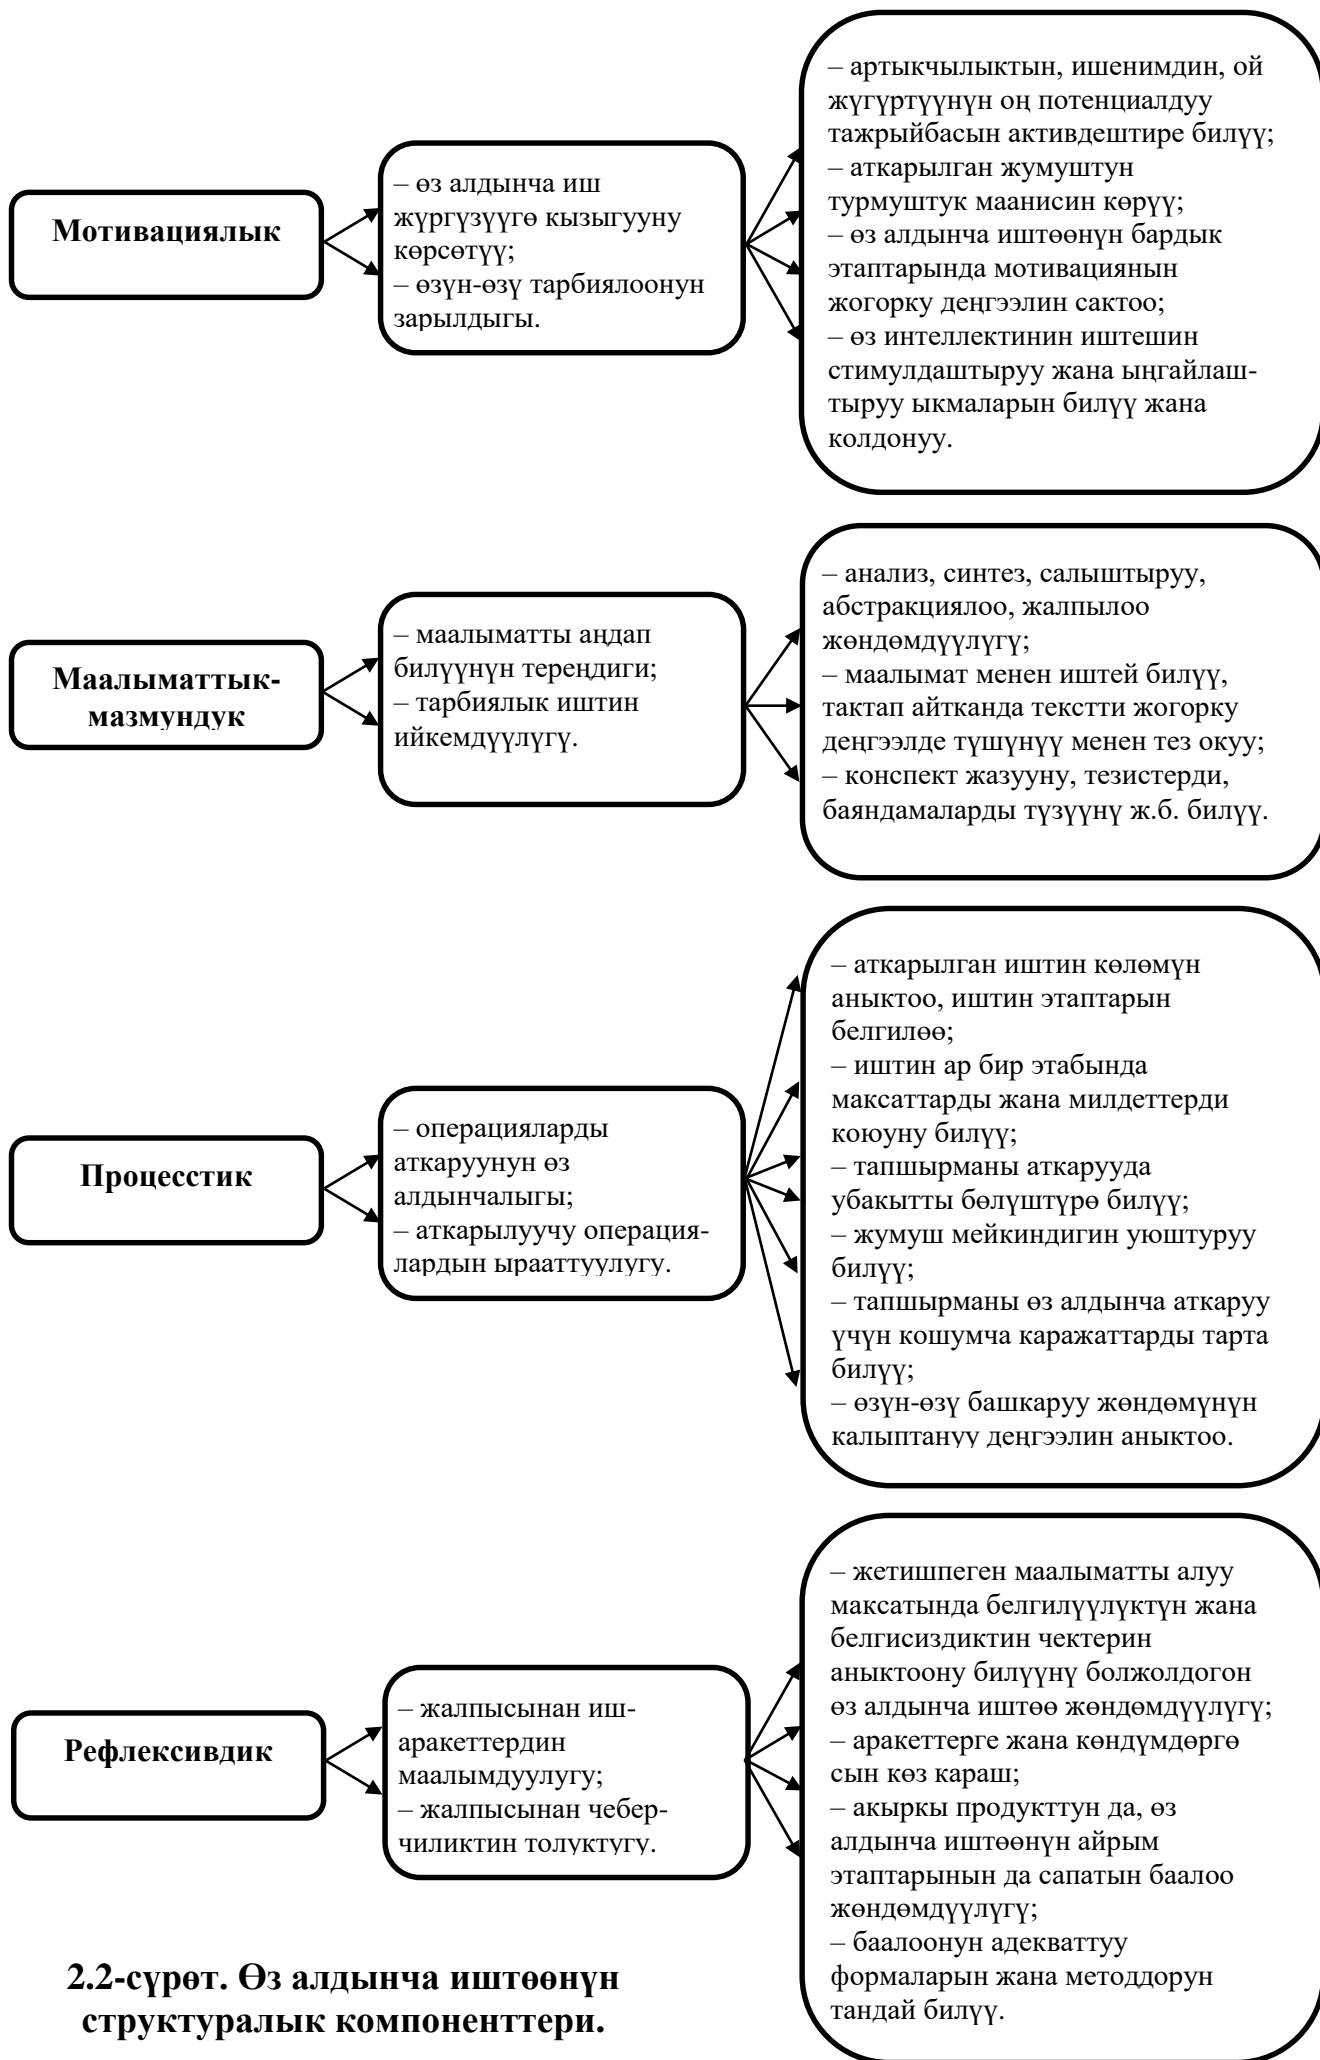 Мотивациялык
– өз алдынча иш
жүргүзүүгө кызыгууну
көрсөтүү;
– өзүн-өзү тарбиялоонун
зарылдыгы.
– артыкчылыктын, ишенимдин, ой
жүгүртүүнүн оң потенциалдуу
тажрыйбасын активдештире билүү;
– аткарылган жумуштун
турмуштук маанисин көрүү;
– өз алдынча иштөөнүн бардык
этаптарында мотивациянын
жогорку деңгээлин сактоо;
– өз интеллектинин иштешин
стимулдаштыруу жана ыңгайлаш-
тыруу ыкмаларын билүү жана
колдонуу.
Маалыматтык-
мазмундук
– маалыматты аңдап
билүүнүн тереңдиги;
– тарбиялык иштин
ийкемдүүлүгү.
– анализ, синтез, салыштыруу,
абстракциялоо, жалпылоо
жөндөмдүүлүгү;
– маалымат менен иштей билүү,
тактап айтканда текстти жогорку
деңгээлде түшүнүү менен тез окуу;
– конспект жазууну, тезистерди,
баяндамаларды түзүүнү ж.б. билүү.
Процесстик
– операцияларды
аткаруунун өз
алдынчалыгы;
– аткарылуучу операция-
лардын ырааттуулугу.
– аткарылган иштин көлөмүн
аныктоо, иштин этаптарын
белгилөө;
– иштин ар бир этабында
максаттарды жана милдеттерди
коюуну билүү;
– тапшырманы аткарууда
убакытты бөлүштүрө билүү;
– жумуш мейкиндигин уюштуруу
билүү;
– тапшырманы өз алдынча аткаруу
үчүн кошумча каражаттарды тарта
билүү;
– өзүн-өзү башкаруу жөндөмүнүн
калыптануу деңгээлин аныктоо.
Рефлексивдик
– жалпысынан иш-
аракеттердин
маалымдуулугу;
– жалпысынан чебер-
чиликтин толуктугу.
– жетишпеген маалыматты алуу
максатында белгилүүлүктүн жана
белгисиздиктин чектерин
аныктоону билүүнү болжолдогон
өз алдынча иштөө жөндөмдүүлүгү;
– аракеттерге жана көндүмдөргө
сын көз караш;
– акыркы продукттун да, өз
алдынча иштөөнүн айрым
этаптарынын да сапатын баалоо
жөндөмдүүлүгү;
– баалоонун адекваттуу
формаларын жана методдорун
тандай билүү.
2.2-сүрөт. Өз алдынча иштөөнүн
структуралык компоненттери.